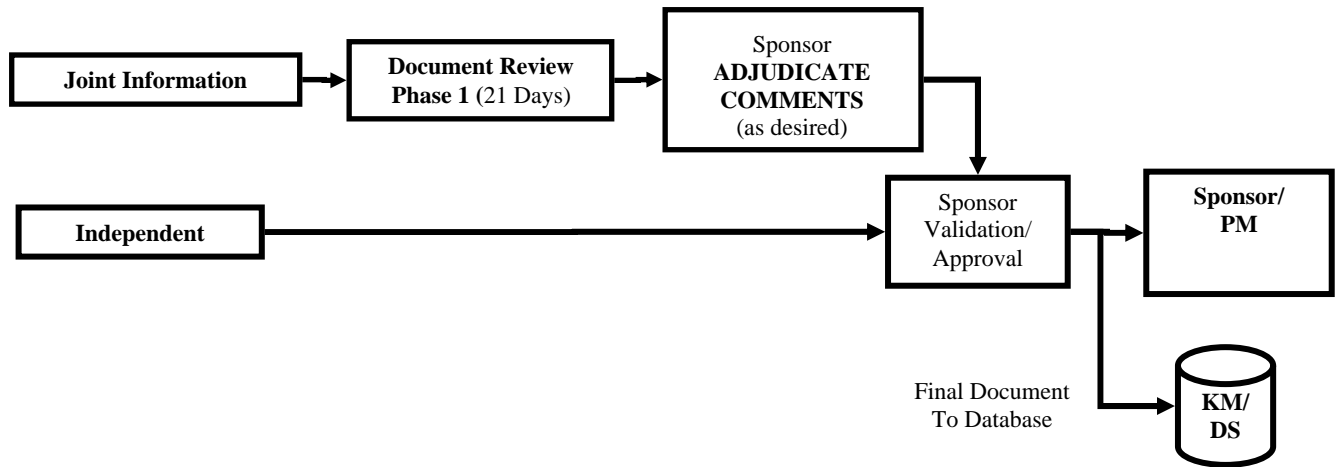 Joint Information
Document Review
Phase 1 (21 Days)
Sponsor
ADJUDICATE
COMMENTS
(as desired)
Independent
Sponsor
Validation/
Approval
Sponsor/
PM
Final Document
To Database
KM/
DS